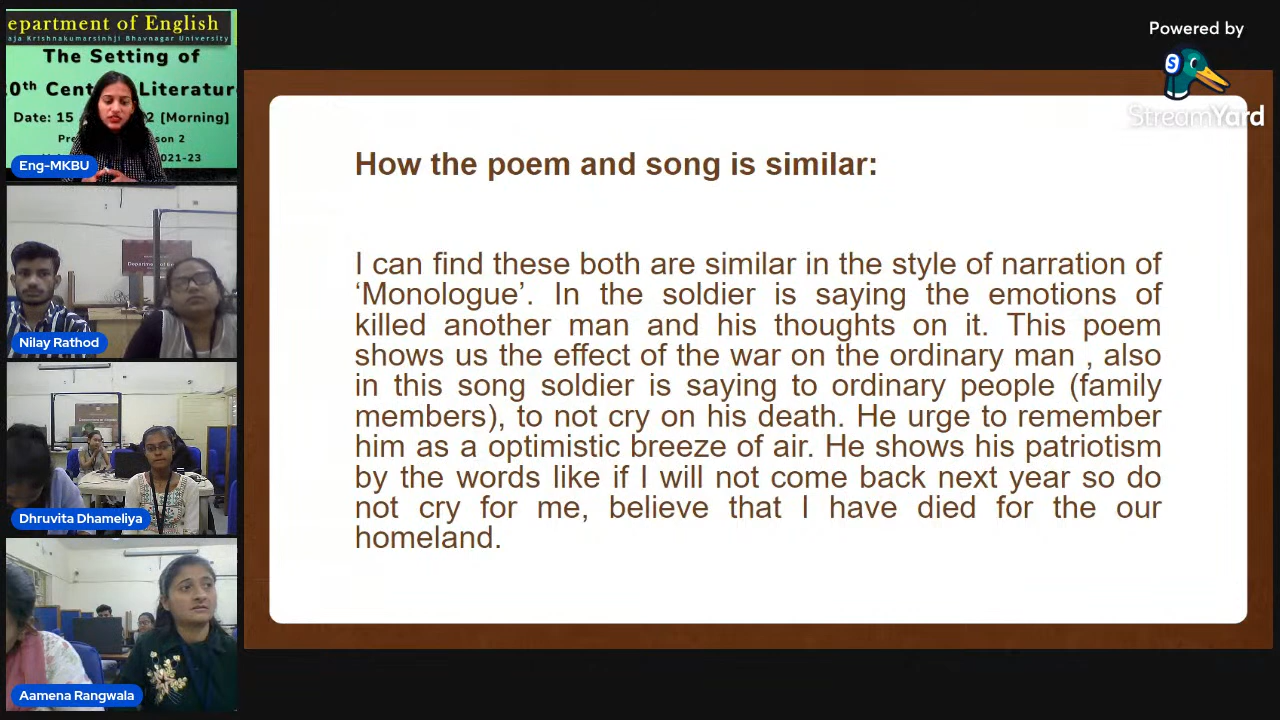 epartment of English
aja Krishnakumarsinhji Bhavnagar University
The Setting of
Literature
Date: 15
2 [Morning]
Eng-MKBU
021-23
Nilay Rathod
Dhruvita Dhameliya
Aamena Rangwala
Powered by
StreamYard
How the poem and song is similar:
I can find these both are similar in the style of narration of
‘Monologue’. In the soldier is saying the emotions of
killed another man and his thoughts on it. This poem
shows us the effect of the war on the ordinary man , also
in this song soldier is saying to ordinary people (family
members), to not cry on his death. He urge to remember
him as a optimistic breeze of air. He shows his patriotism
by the words like if I will not come back next year so do
not cry for me, believe that I have died for the our
homeland.